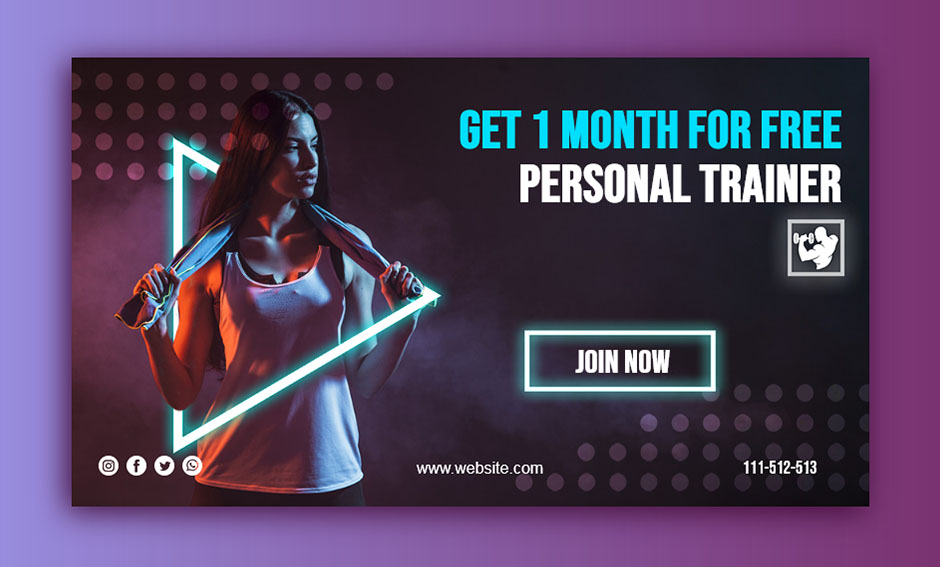 GET 1 MONTH FOR FREE
PERSONAL TRAINER
JOIN NOW
www.website.com
111-512-513